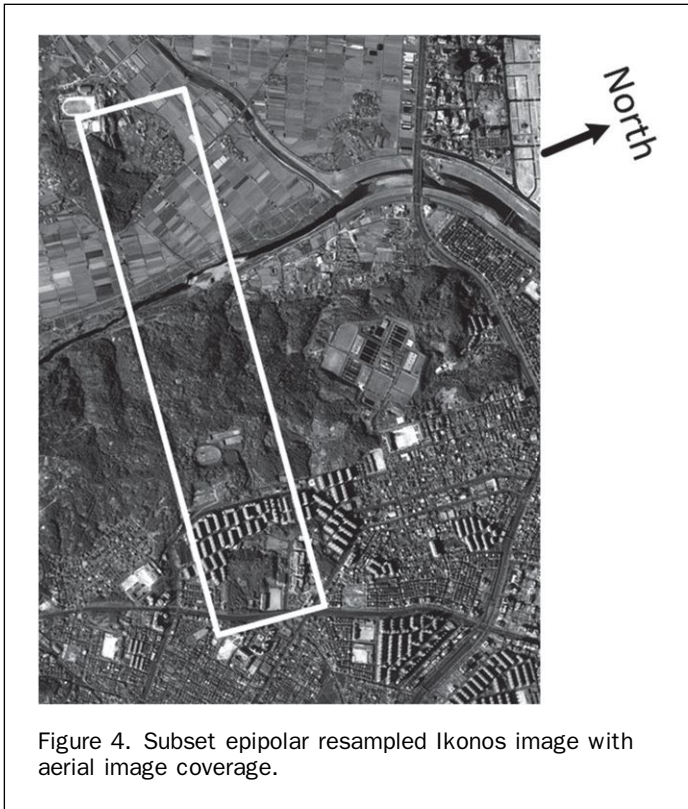 North
Figure 4. Subset epipolar resampled Ikonos image with
aerial image coverage.